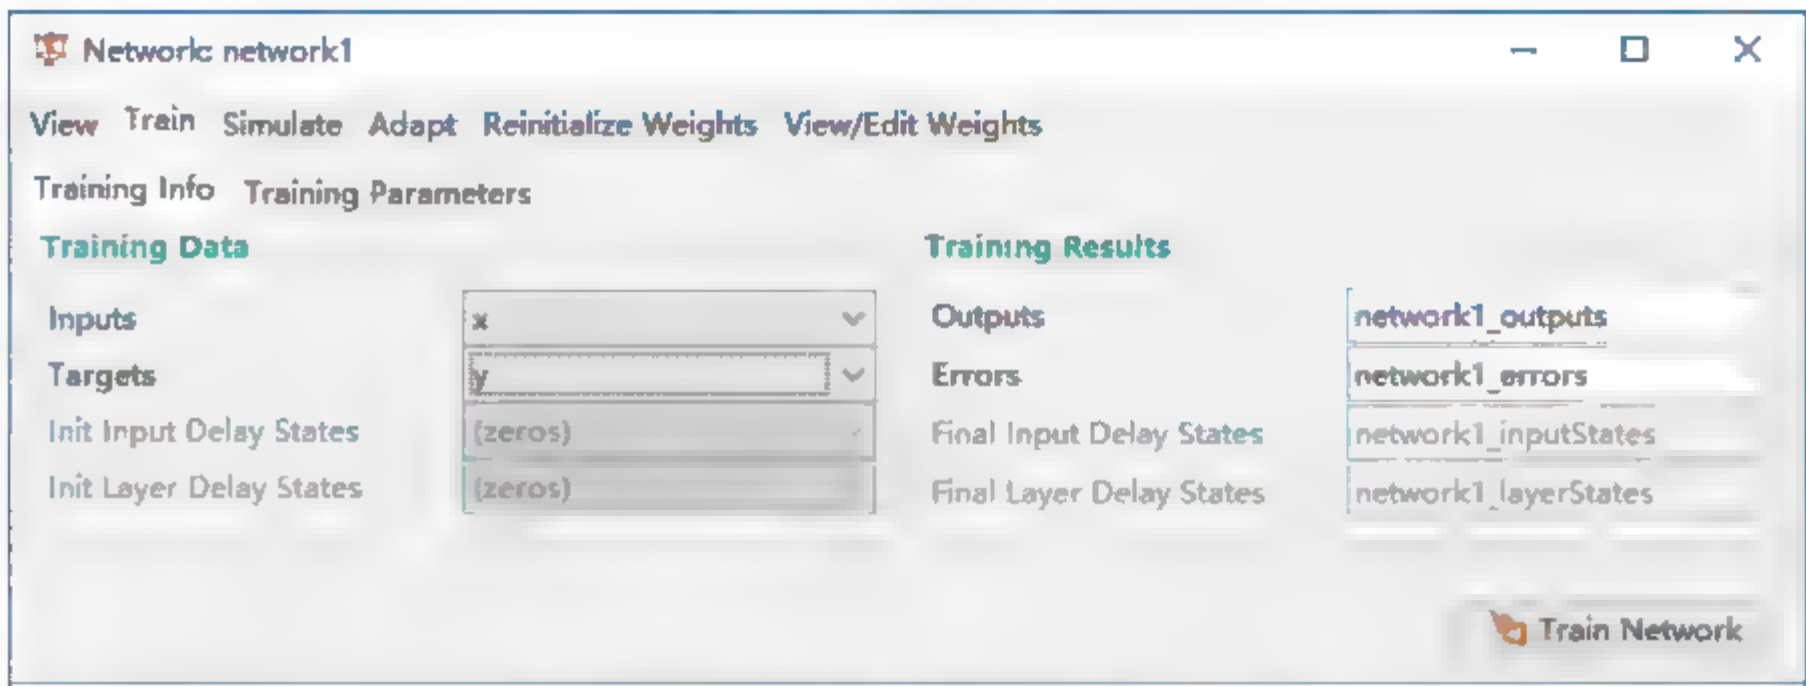 Network: network1
View Train Simulate Adapt Reinitialize Weights View/Edit Weights
Training Info Training Parameters
Training Data Training Results
Inputs x Outputs network1_outputs
Targets y Errors network1_errors
Init Input Delay States (zeros) Final Input Delay States network1_inputStates
Init Layer Delay States (zeros) Final Layer Delay States network1_layerStates
Train Network